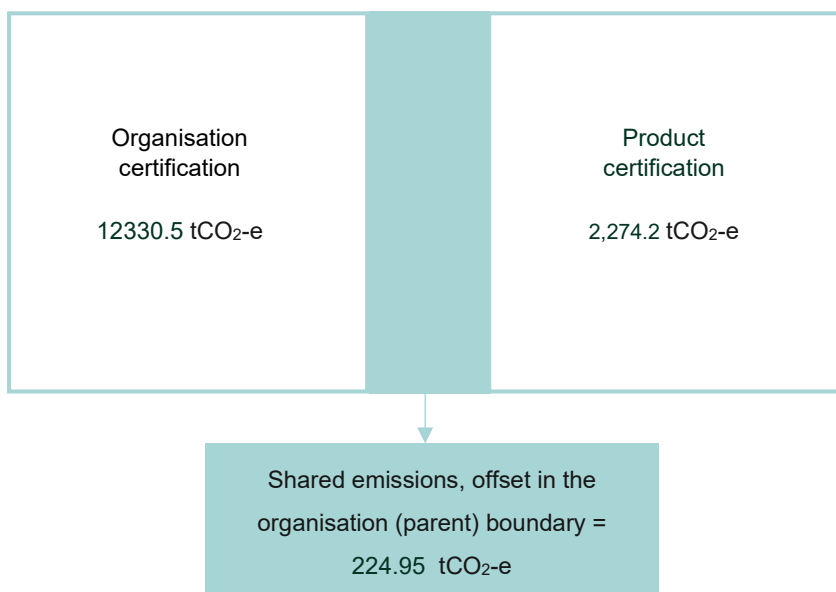 Organisation
certification
12330.5 tCO₂-e
Product
certification
2,274.2 tCO₂-e
Shared emissions, offset in the
organisation (parent) boundary =
224.95 tCO₂-e